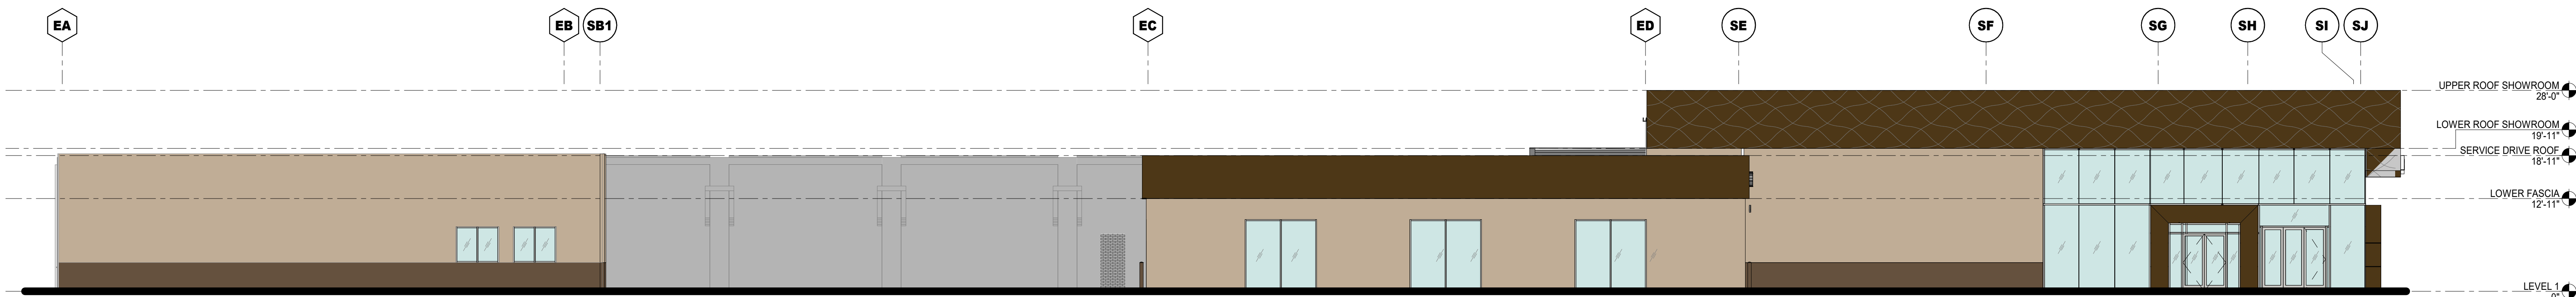 EA
EB
SB1
EC
ED
SE
SF
SG
SH
SI
SJ
UPPER ROOF SHOWROOM
28'-0"
LOWER ROOF SHOWROOM
19'-11"
SERVICE DRIVE ROOF
18'-11"
LOWER FASCIA
12'-11"
LEVEL 1
0"